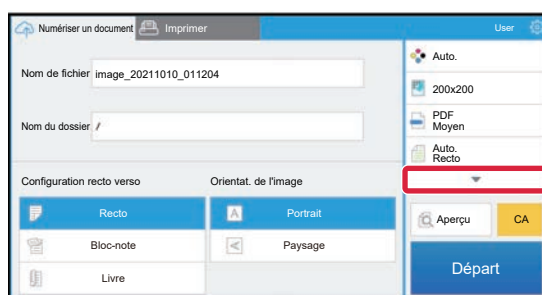 Numériser un document
Imprimer
User
Nom de fichier
image_20211010_011204
Nom du dossier
/
Configuration recto verso
Recto
Bloc-note
Livre
Orientat. de l'image
A
Portrait
Paysage
Auto.
200x200
PDF
Moyen
Auto.
Recto
Aperçu
CA
Départ